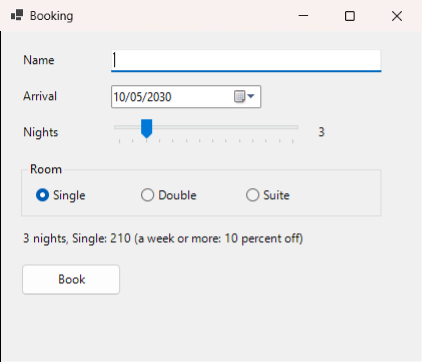 Booking
Name
Arrival 10/05/2030
Nights 3
Room
Single Double Suite
3 nights, Single: 210 (a week or more: 10 percent off)
Book